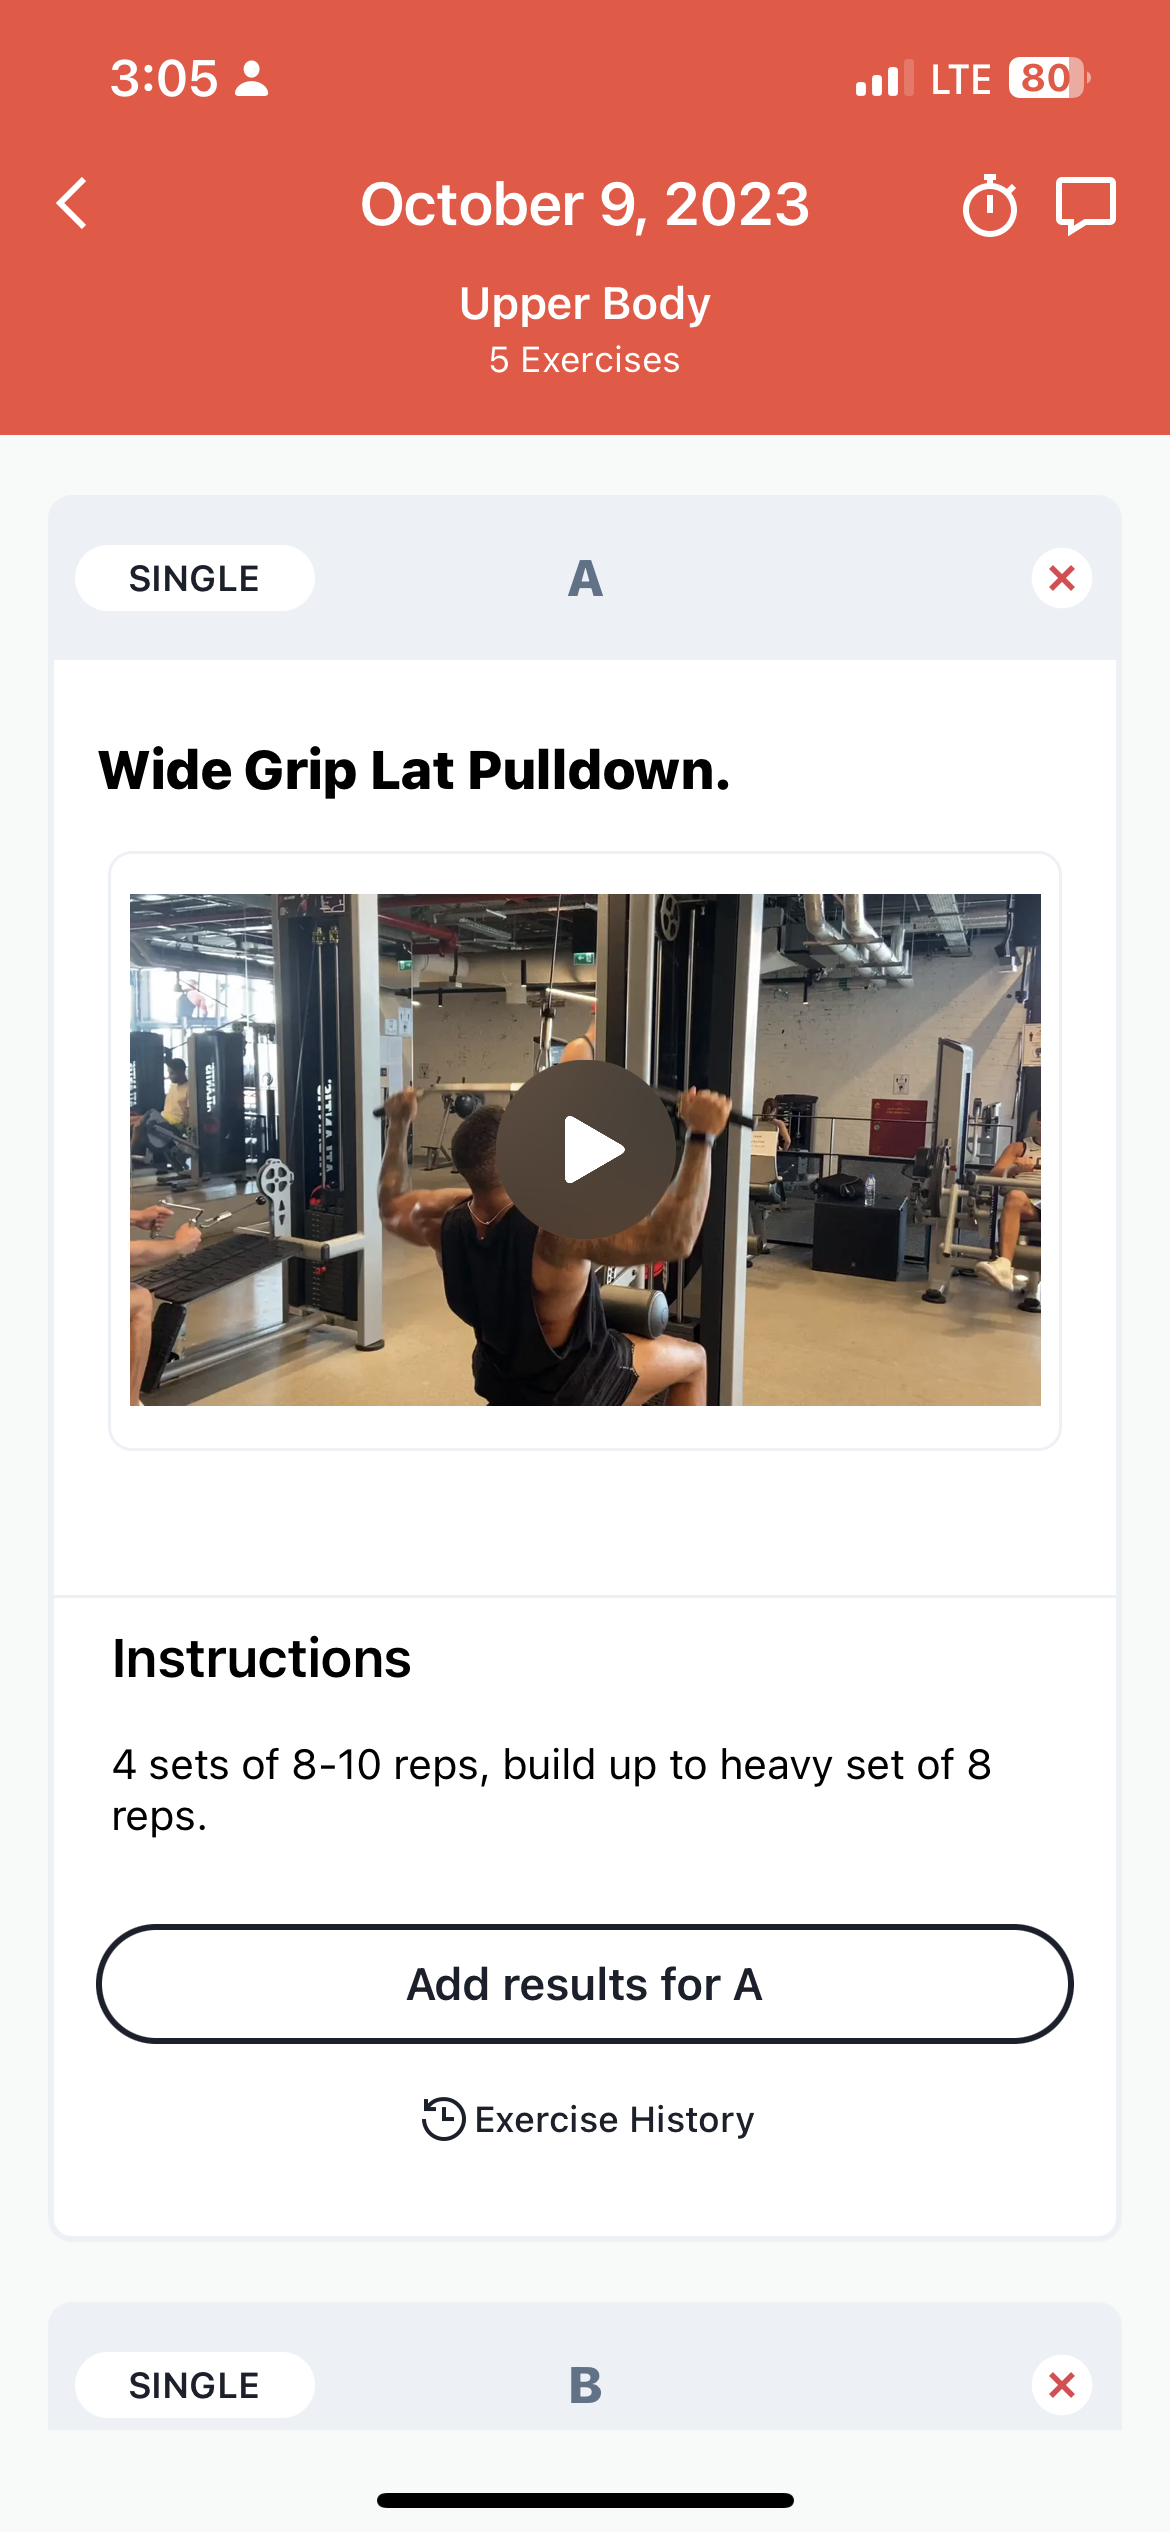 3:05
LTE 80
October 9, 2023
Upper Body
5 Exercises
SINGLE
A
Wide Grip Lat Pulldown.
Instructions
4 sets of 8-10 reps, build up to heavy set of 8
reps.
Add results for A
Exercise History
SINGLE
B